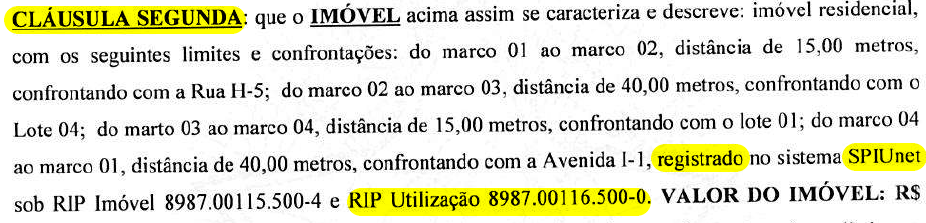 CLÁUSULA SEGUNDA: que o IMÓVEL acima assim se caracteriza e descreve: imóvel residencial,
com os seguintes limites e confrontações: do marco 01 ao marco 02, distância de 15,00 metros,
confrontando com a Rua H-5; do marco 02 ao marco 03, distância de 40,00 metros, confrontando com o
Lote 04; do marto 03 ao marco 04, distância de 15,00 metros, confrontando com o lote 01; do marco 04
ao marco 01, distância de 40,00 metros, confrontando com a Avenida I-1, registrado no sistema SPIUnet
sob RIP Imóvel 8987.00115.500-4 e RIP Utilização 8987.00116.500-0. VALOR DO IMÓVEL: R$